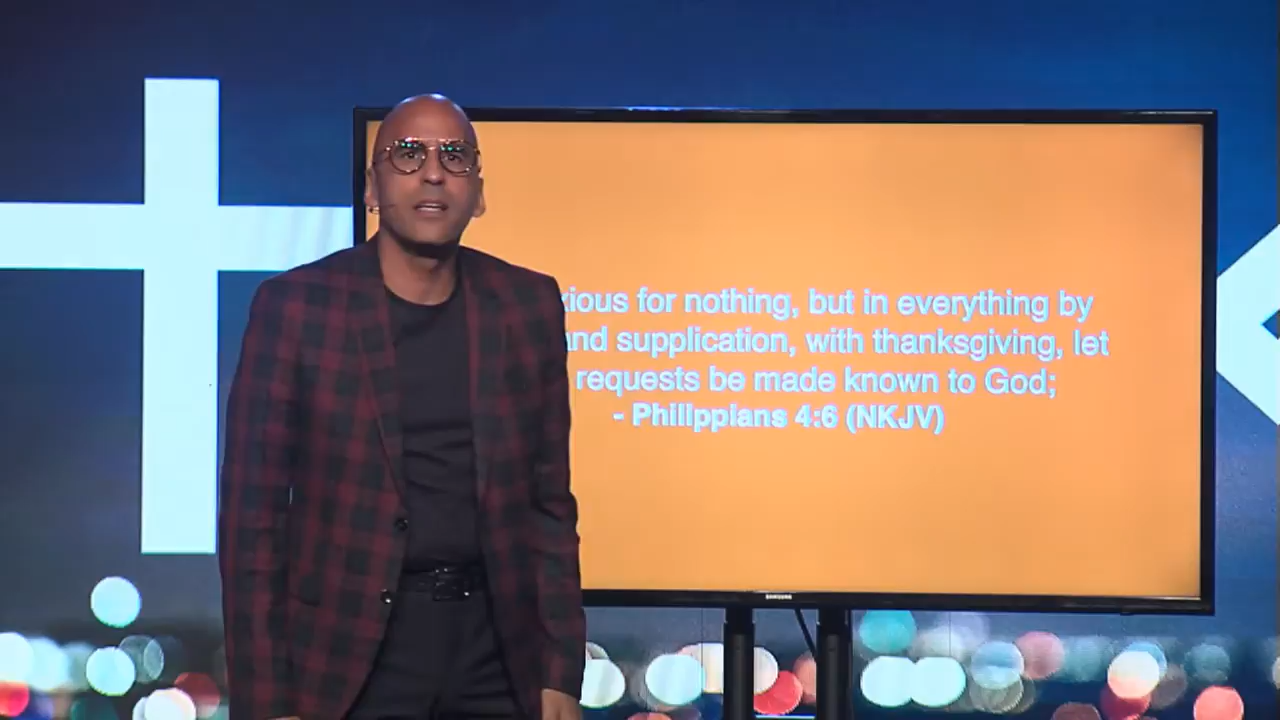 xious for nothing, but in everything by
and supplication, with thanksgiving, let
requests be made known to God;
- Philippians 4:6 (NKJV)
SAMSUNG